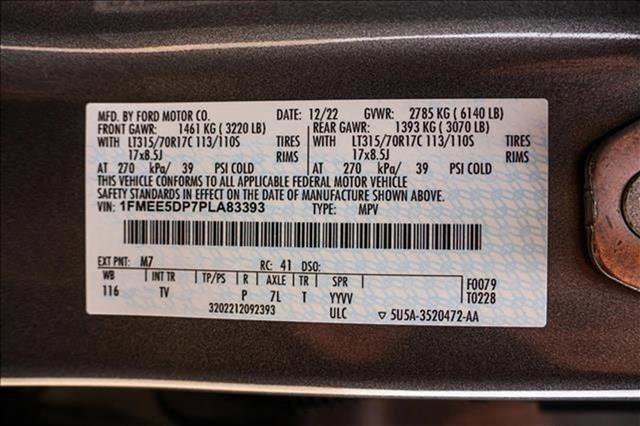 MFD. BY FORD MOTOR CO. DATE: 12/22 GVWR: 2785 KG (6140 LB)
FRONT GAWR: 1461 KG (3220 LB) REAR GAWR: 1393 KG (3070 LB)
WITH LT315/70R17C 113/110S TIRES LT315/70R17C 113/110S TIRES
17x8.5J RIMS 17x8.5J RIMS
AT 270 kPa/ 39 PSI COLD AT 270 kPa/ 39 PSI COLD
THIS VEHICLE CONFORMS TO ALL APPLICABLE FEDERAL MOTOR VEHICLE
SAFETY STANDARDS IN EFFECT ON THE DATE OF MANUFACTURE SHOWN ABOVE.
VIN: 1FMEE5DP7PLA83393 TYPE: MPV
EXT PNT: M7 RC: 41 DSO:
WB INT TR TP/PS R AXLE TR SPR F0079
116 TV P 7L T YYVV T0228
3202212092393 ULC ▽ 5U5A-3520472-AA